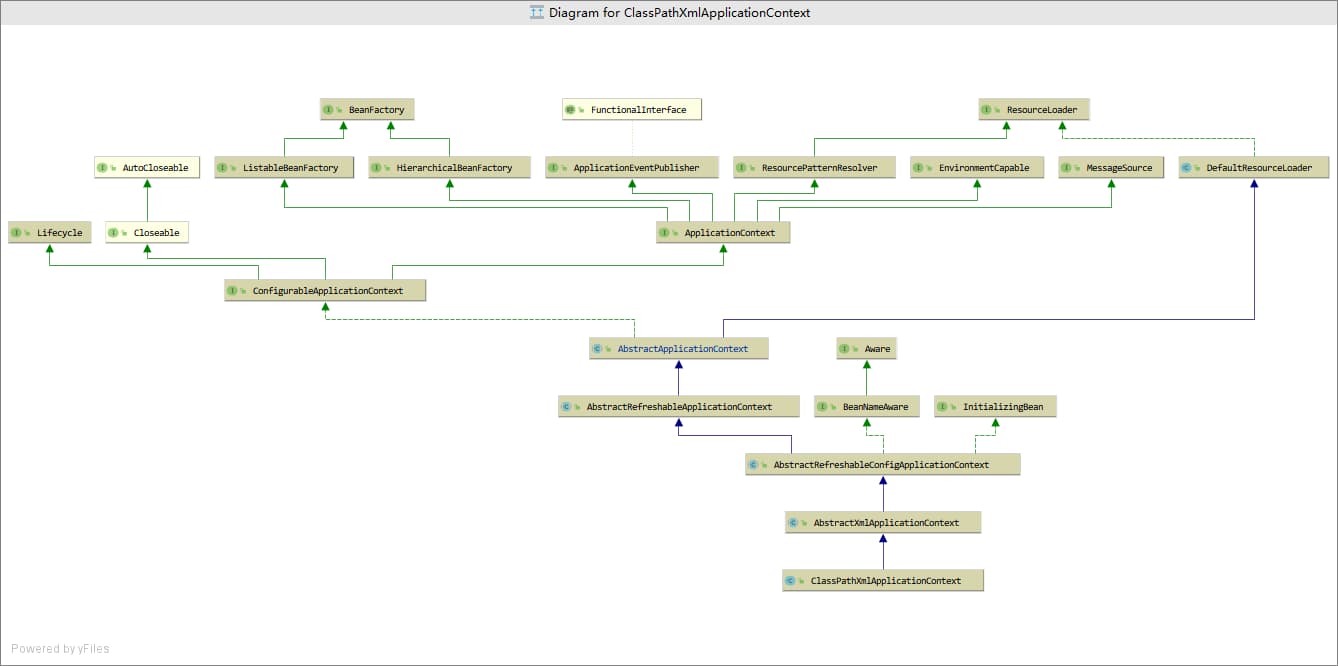 Diagram for ClassPathXmlApplicationContext
BeanFactory
FunctionalInterface
ResourceLoader
AutoCloseable
ListableBeanFactory
HierarchicalBeanFactory
ApplicationEventPublisher
ResourcePatternResolver
EnvironmentCapable
MessageSource
DefaultResourceLoader
Lifecycle
Closeable
ApplicationContext
ConfigurableApplicationContext
AbstractApplicationContext
Aware
AbstractRefreshableApplicationContext
BeanNameAware
InitializingBean
AbstractRefreshableConfigApplicationContext
AbstractXmlApplicationContext
ClassPathXmlApplicationContext
Powered by yFiles